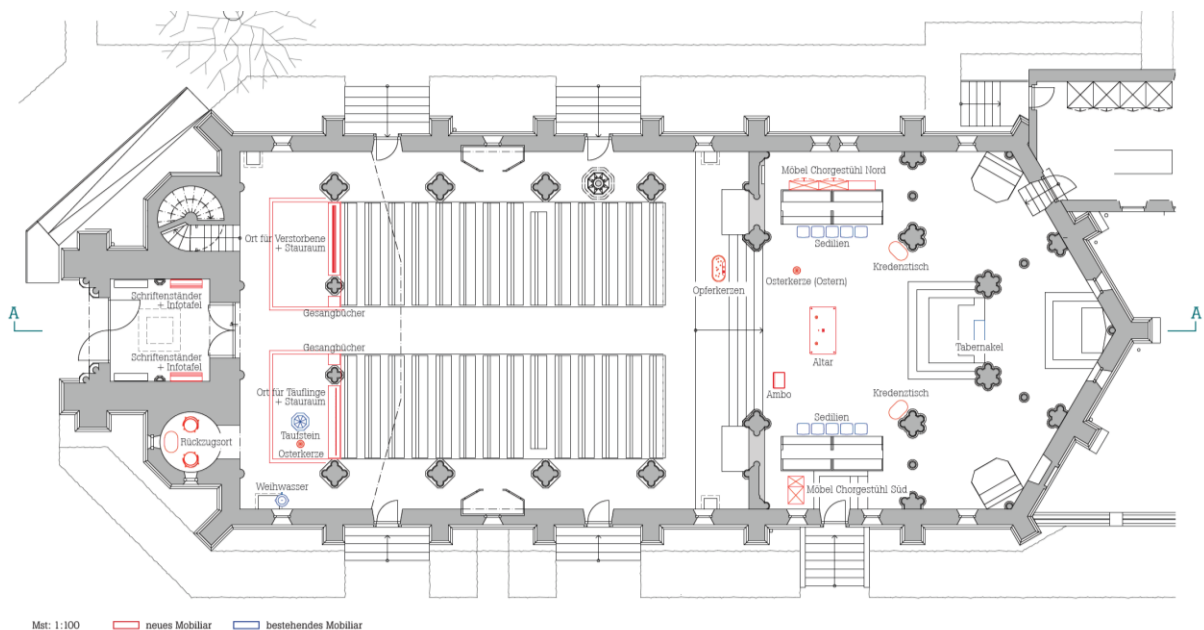 Möbel Chorgestühl Nord
Ort für Verstorbene
+ Stauraum
Sedilien
Kredenztisch
Schriftenständer
+ Infotafel
Opferkerzen
Osterkerze (Ostern)
Gesangbücher
A
A
Gesangbücher
Schriftenständer
+ Infotafel
Tabernakel
Altar
Ort für Täuflinge
+ Stauraum
Ambo
Kredenztisch
Taufstein
Sedilien
Rückzugsort
Osterkerze
Weihwasser
Möbel Chorgestühl Süd
Mst: 1:100
neues Mobiliar
bestehendes Mobiliar